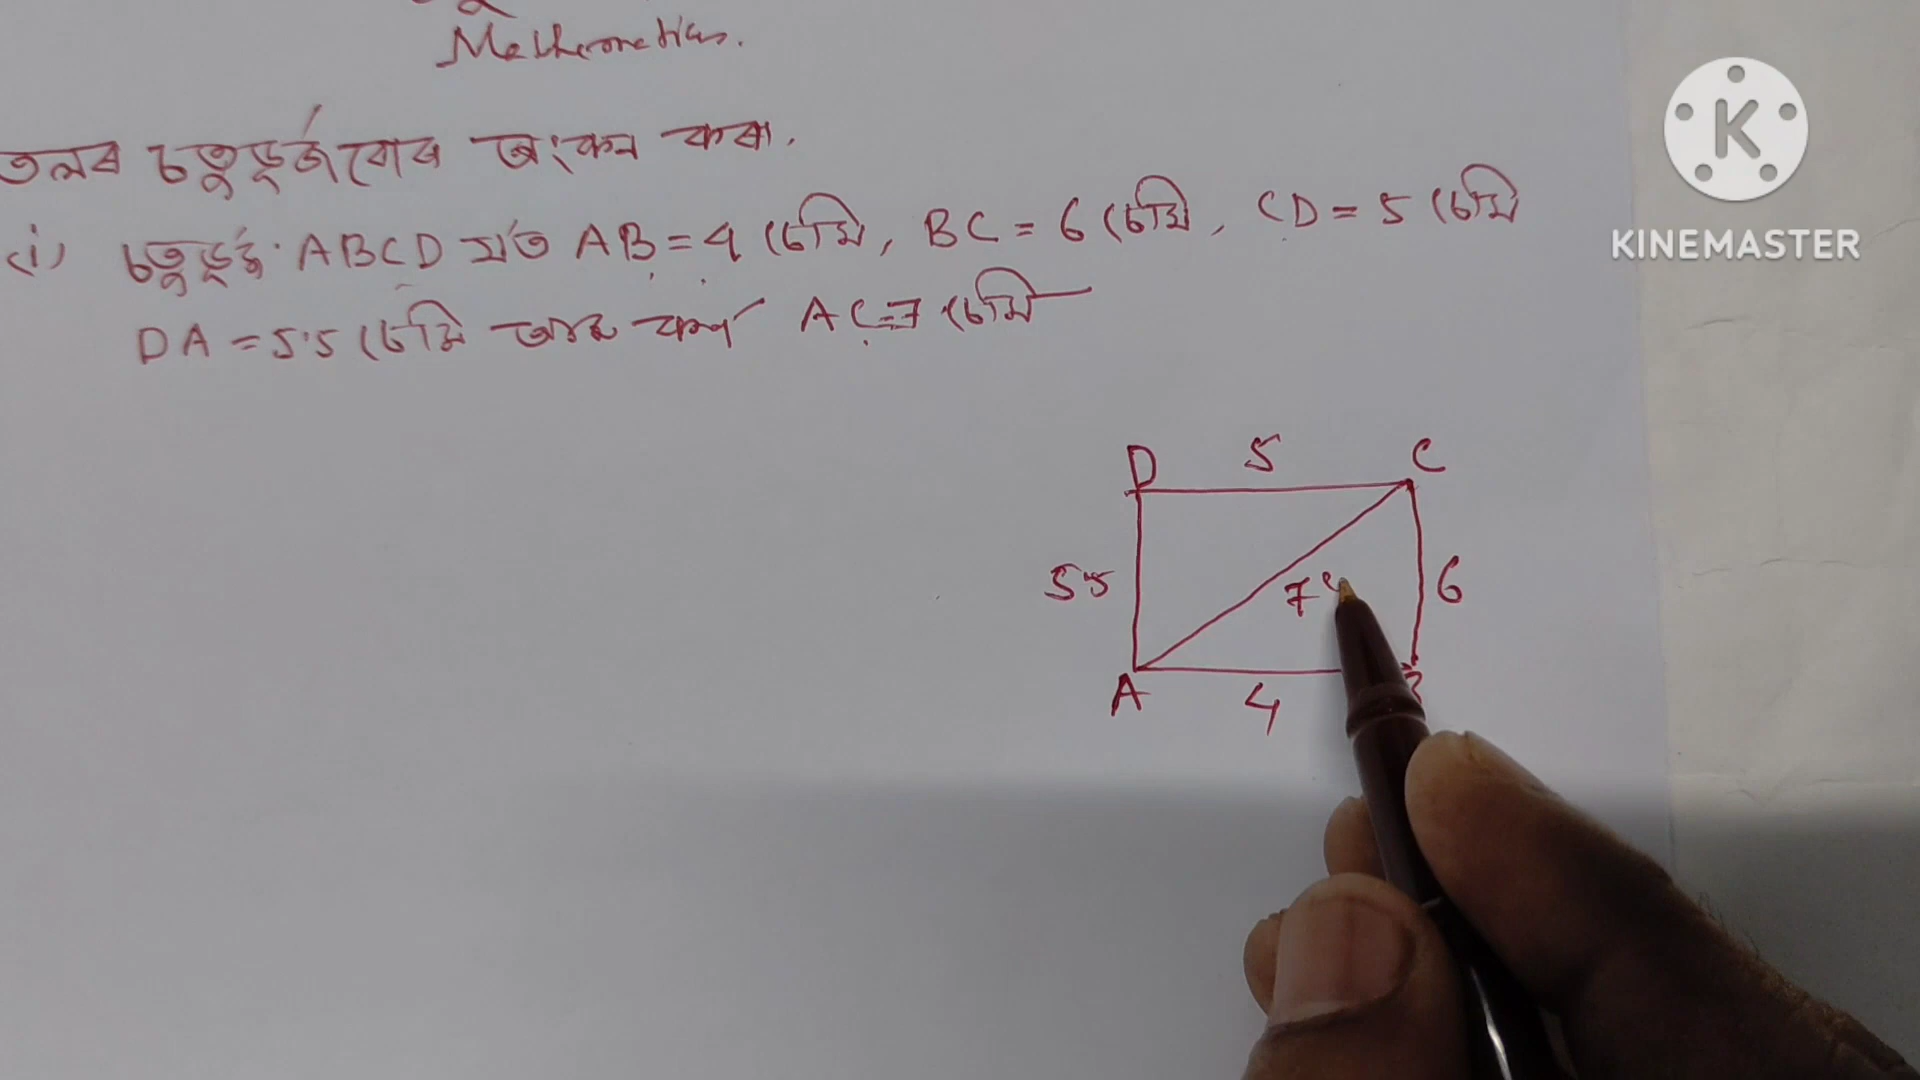 Mathematics.
তলৰ চতুৰ্ভুজবোৰ অংকন কৰা.
(i) চতুৰ্ভুজ ABCD যত AB = 4 চেমি, BC = 6 চেমি, CD = 5 চেমি
DA = 5.5 চেমি আৰু কৰ্ণ AC = 7 চেমি
D 5 C
5.5 7 6
A 4 B
K
KINEMASTER